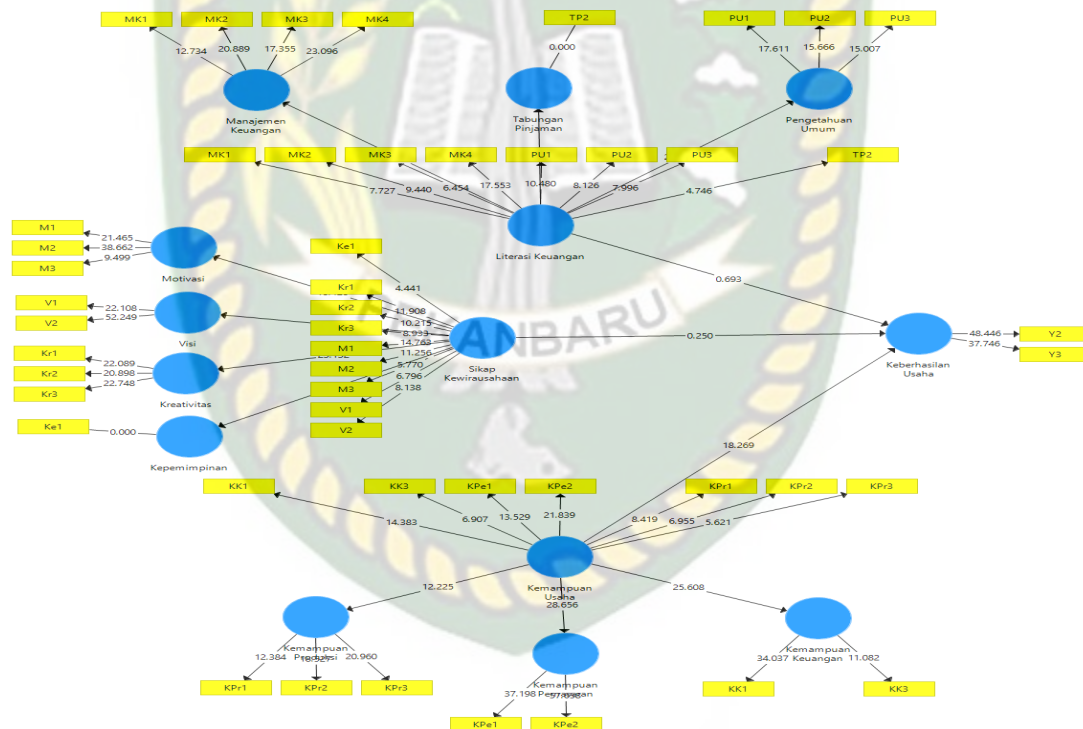 MK1 MK2 MK3 MK4 TP2 PU1 PU2 PU3
12.734 20.889 17.355 23.096 0.000 17.611 15.666 15.007
Manajemen
Keuangan
Tabungan
Pinjaman
Pengetahuan
Umum
MK1 MK2 MK3 MK4 PU1 PU2 PU3 TP2
7.727 9.440 6.454 17.553 10.480 8.126 7.996 4.746
Literasi Keuangan
M1
M2
M3
21.465
38.662
9.499
Motivasi
V1
V2
22.108
52.249
Visi
Kr1
Kr2
Kr3
22.089
20.898
22.748
Kreativitas
Ke1
0.000
Kepemimpinan
Ke1
Kr1
Kr2
Kr3
M1
M2
M3
V1
V2
4.441
11.908
10.215
8.933
14.763
11.256
5.770
6.796
8.138
Sikap
Kewirausahaan
ANBARU
0.693
0.250
18.269
Keberhasilan
Usaha
48.446
37.746
Y2
Y3
KK1 KK3 KPe1 KPe2 KPr1 KPr2 KPr3
14.383 6.907 13.529 21.839 8.419 6.955 5.621
Kemampuan
Usaha
12.225
28.656
25.608
Kemampuan
Produksi
12.384 20.960
KPr1 KPr2 KPr3
Kemampuan
37.198
KPe1 KPe2
Kemampuan
Keuangan
34.037 11.082
KK1 KK3